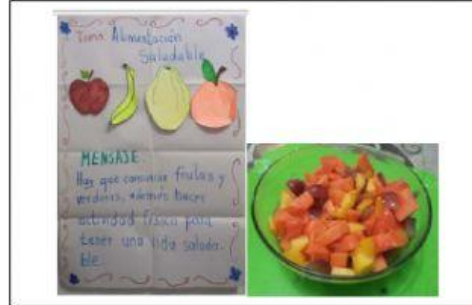 Tema: Alimentación
Saludable
MENSAJE
Hay que consumir frutas y
verduras, además hacer
actividad física para
tener una vida saluda-
ble